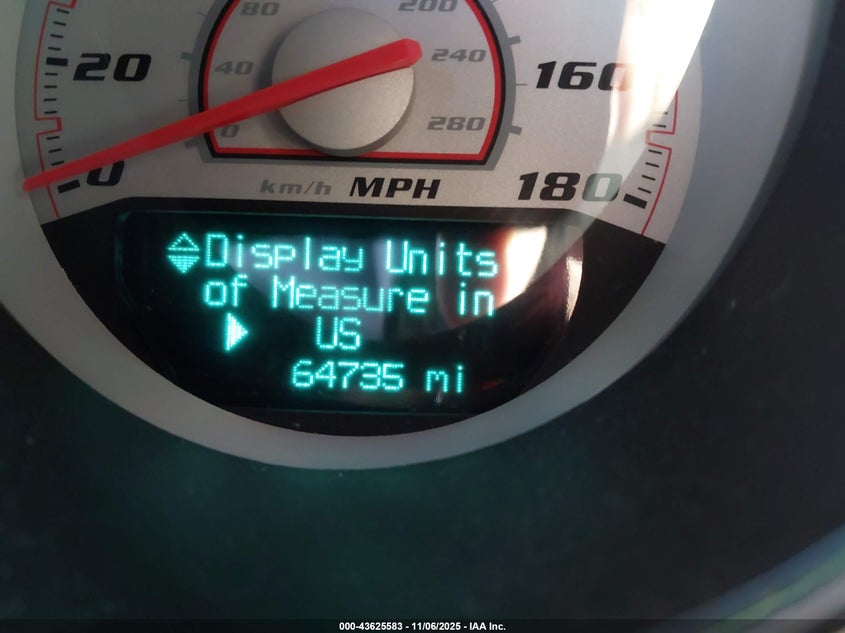 80
200
20
40
240
160
0
280
0
km/h MPH
180
Display Units
of Measure in
US
64735 mi
000-43625583 - 11/06/2025 - IAA Inc.